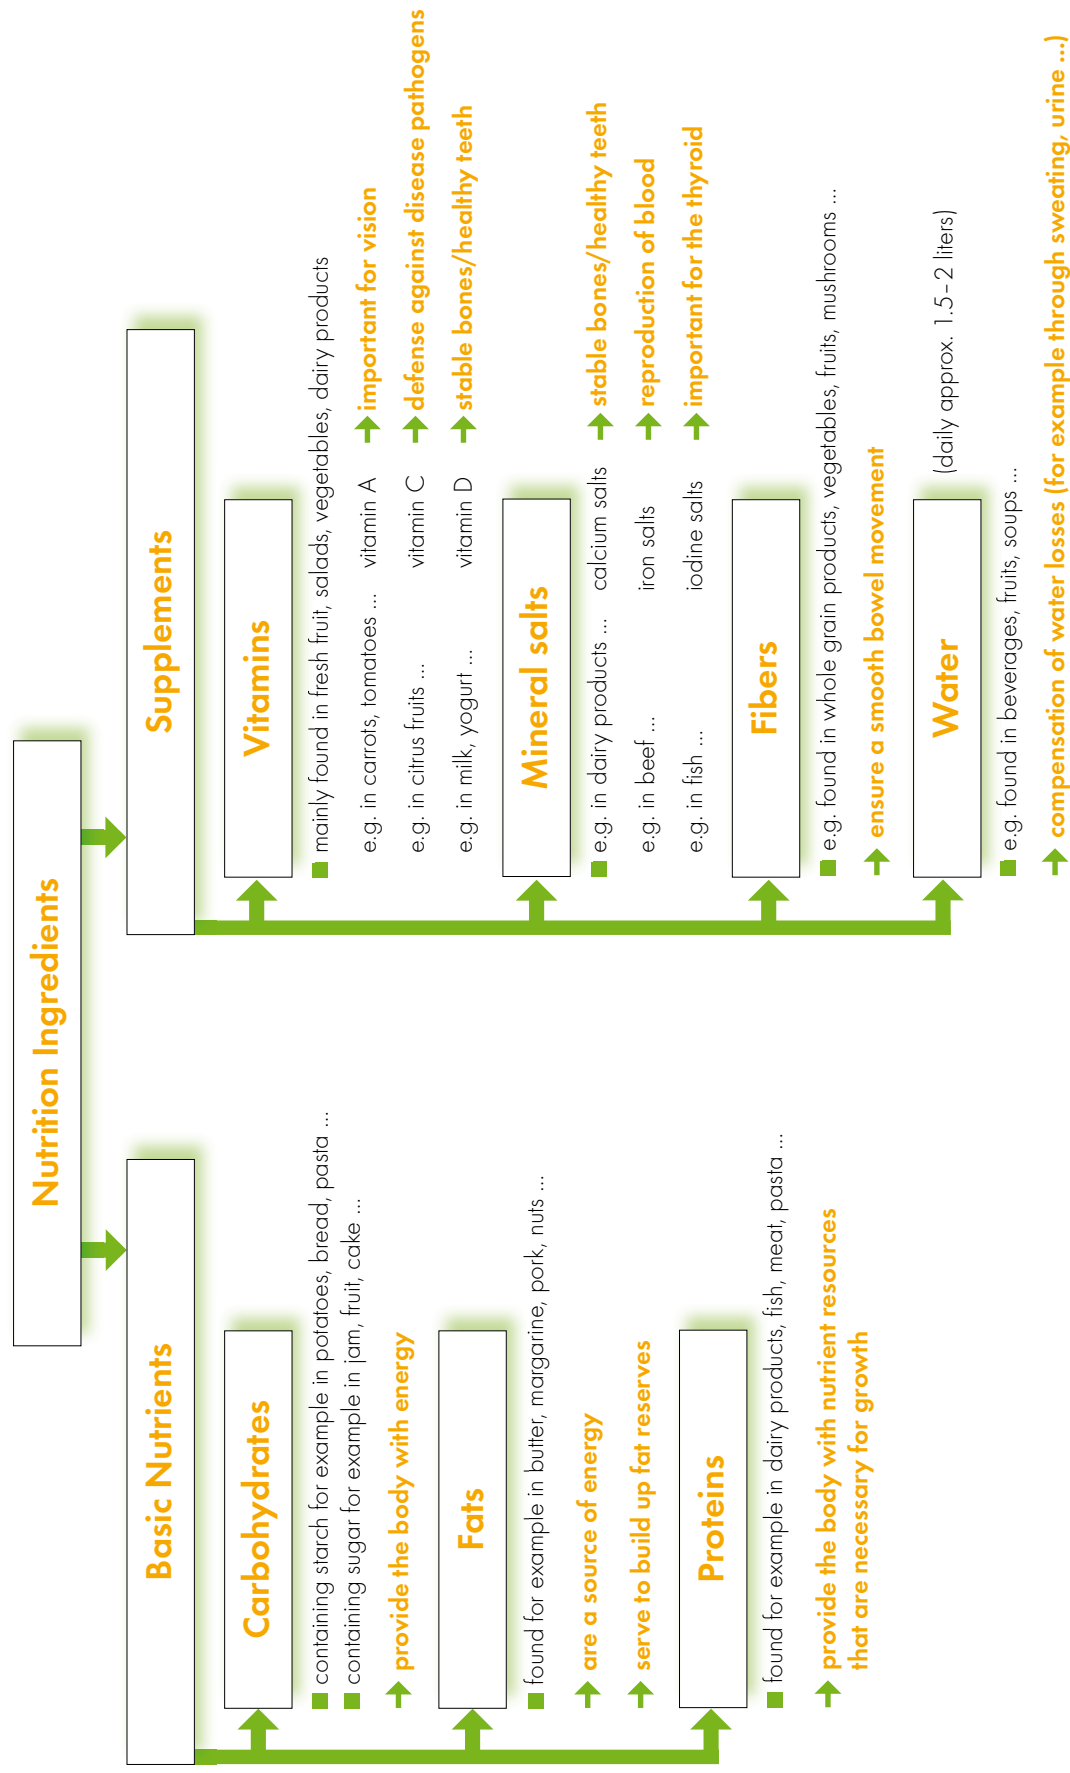 Nutrition Ingredients
Basic Nutrients
Carbohydrates
containing starch for example in potatoes, bread, pasta ...
containing sugar for example in jam, fruit, cake ...
provide the body with energy
Fats
found for example in butter, margarine, pork, nuts ...
are a source of energy
serve to build up fat reserves
Proteins
found for example in dairy products, fish, meat, pasta ...
provide the body with nutrient resources
that are necessary for growth
Supplements
Vitamins
mainly found in fresh fruit, salads, vegetables, dairy products
e.g. in carrots, tomatoes ... vitamin A important for vision
e.g. in citrus fruits ... vitamin C defense against disease pathogens
e.g. in milk, yogurt ... vitamin D stable bones/healthy teeth
Mineral salts
e.g. in dairy products ... calcium salts stable bones/healthy teeth
e.g. in beef ... iron salts reproduction of blood
e.g. in fish ... iodine salts important for the thyroid
Fibers
e.g. found in whole grain products, vegetables, fruits, mushrooms ...
ensure a smooth bowel movement
Water
(daily approx. 1.5–2 liters)
e.g. found in beverages, fruits, soups ...
compensation of water losses (for example through sweating, urine ...)